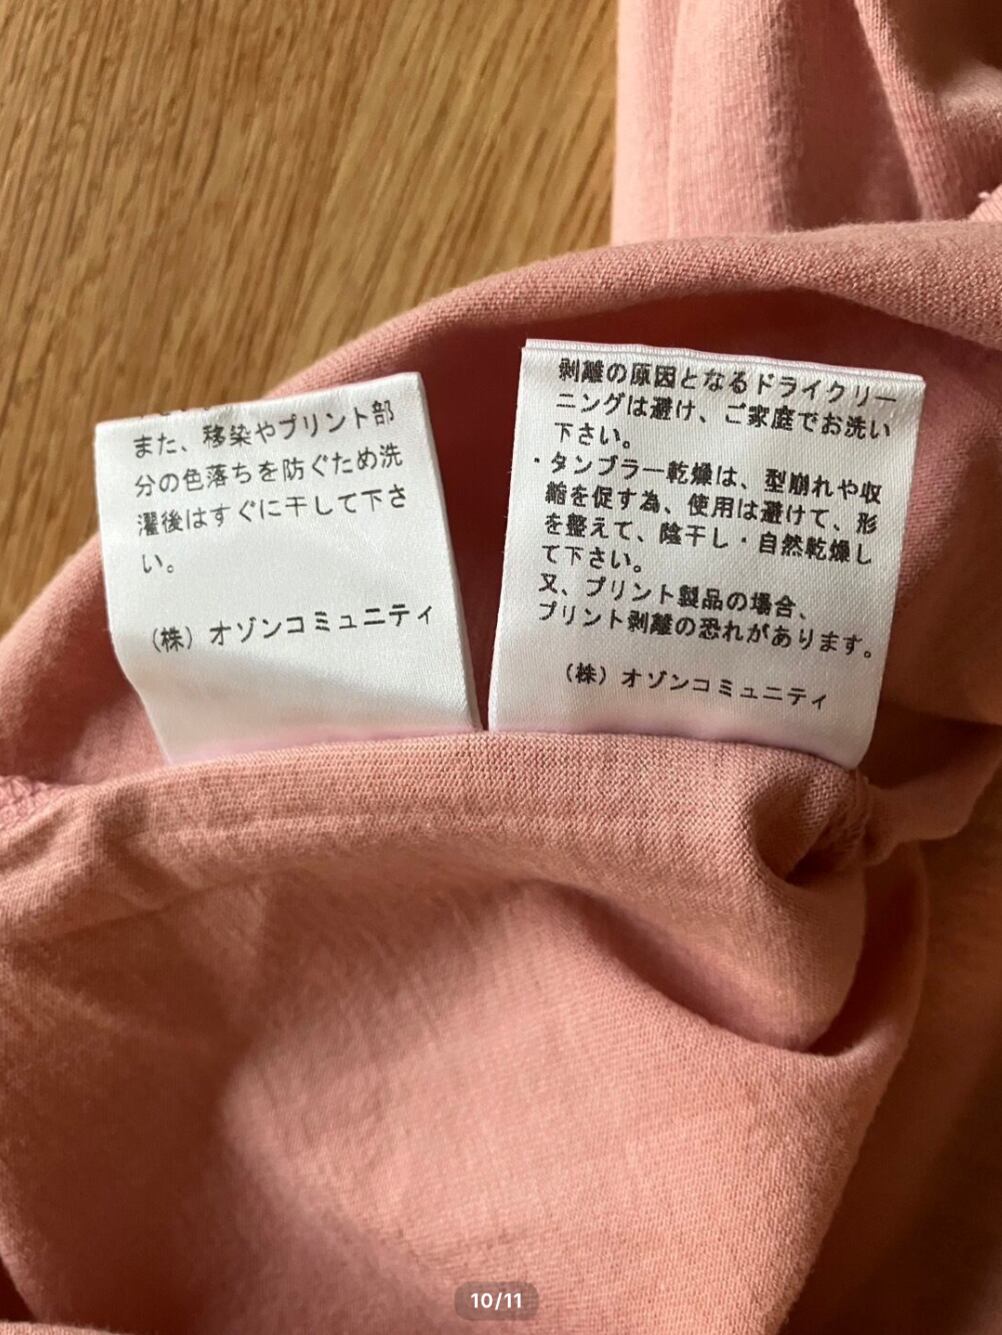 また、移染やプリント部
分の色落ちを防ぐため洗
濯後はすぐに干して下さ
い。
（株）オゾンコミュニティ
剥離の原因となるドライクリー
ニングは避け、ご家庭でお洗い
下さい。
・タンブラー乾燥は、型崩れや収
縮を促す為、使用は避けて、形
を整えて、陰干し・自然乾燥し
て下さい。
又、プリント製品の場合、
プリント剥離の恐れがあります。
（株）オゾンコミュニティ
10/11